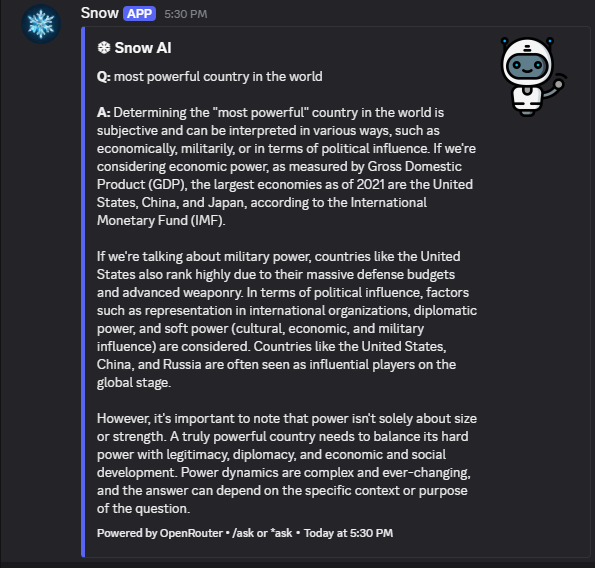 Snow APP 5:30 PM
❄ Snow AI
Q: most powerful country in the world
A: Determining the "most powerful" country in the world is
subjective and can be interpreted in various ways, such as
economically, militarily, or in terms of political influence. If we're
considering economic power, as measured by Gross Domestic
Product (GDP), the largest economies as of 2021 are the United
States, China, and Japan, according to the International
Monetary Fund (IMF).
If we're talking about military power, countries like the United
States also rank highly due to their massive defense budgets
and advanced weaponry. In terms of political influence, factors
such as representation in international organizations, diplomatic
power, and soft power (cultural, economic, and military
influence) are considered. Countries like the United States,
China, and Russia are often seen as influential players on the
global stage.
However, it's important to note that power isn't solely about size
or strength. A truly powerful country needs to balance its hard
power with legitimacy, diplomacy, and economic and social
development. Power dynamics are complex and ever-changing,
and the answer can depend on the specific context or purpose
of the question.
Powered by OpenRouter • /ask or *ask • Today at 5:30 PM